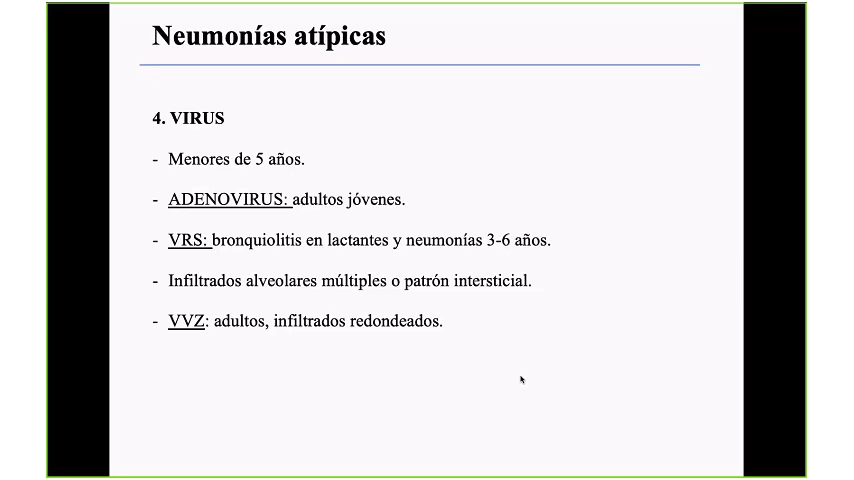 Neumonías atípicas
4. VIRUS
- Menores de 5 años.
- ADENOVIRUS: adultos jóvenes.
- VRS: bronquiolitis en lactantes y neumonías 3-6 años.
- Infiltrados alveolares múltiples o patrón intersticial.
- VVZ: adultos, infiltrados redondeados.